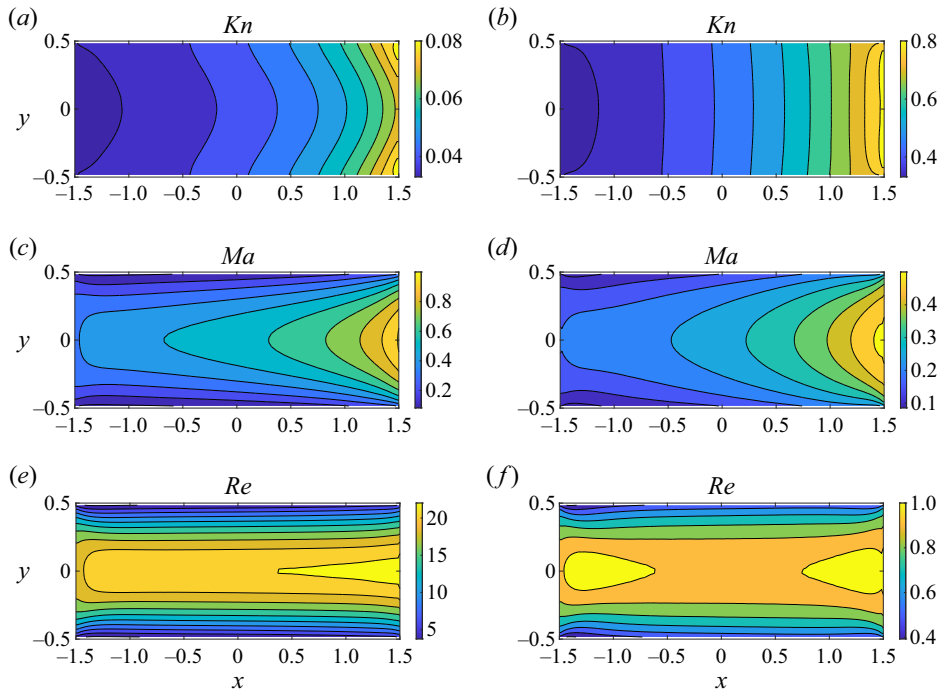 (a) Kn (b) Kn
0.5 0.08 0.5 0.8
y 0 0.06 y 0 0.6
0.04 0.4
–0.5 –0.5
–1.5 –1.0 –0.5 0 0.5 1.0 1.5 –1.5 –1.0 –0.5 0 0.5 1.0 1.5
(c) Ma (d) Ma
0.5 0.8 0.5 0.4
0.6 0.3
y 0 0.4 y 0 0.2
0.2 0.1
–0.5 –0.5
–1.5 –1.0 –0.5 0 0.5 1.0 1.5 –1.5 –1.0 –0.5 0 0.5 1.0 1.5
(e) Re (f) Re
0.5 20 0.5 1.0
15 0.8
y 0 10 y 0 0.6
5 0.4
–0.5 –0.5
–1.5 –1.0 –0.5 0 0.5 1.0 1.5 –1.5 –1.0 –0.5 0 0.5 1.0 1.5
x x